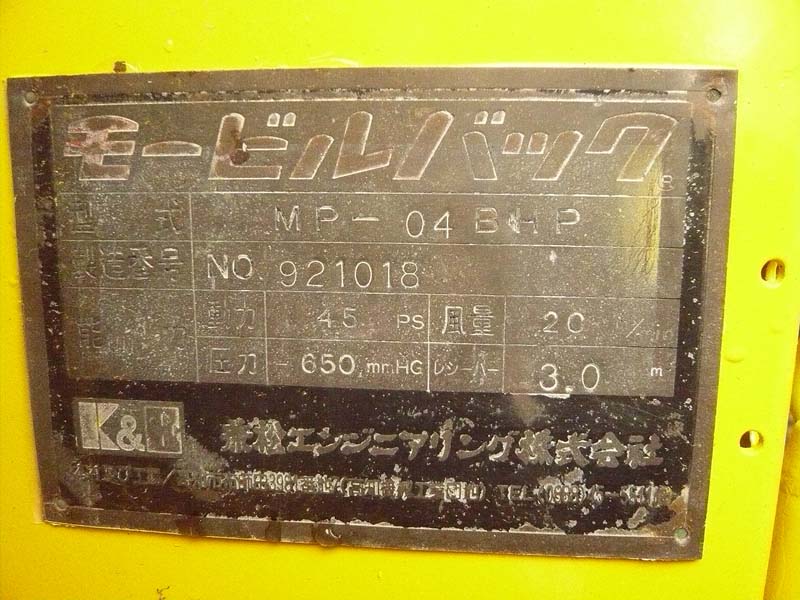 モービルバック
型式 MP-04BHP
製造番号 NO 921018
能力 動力 45 PS 風量 20
圧力 -650 mmHG レシーバー 3.0 m
K&E 兼松エンジニアリング株式会社
TEL